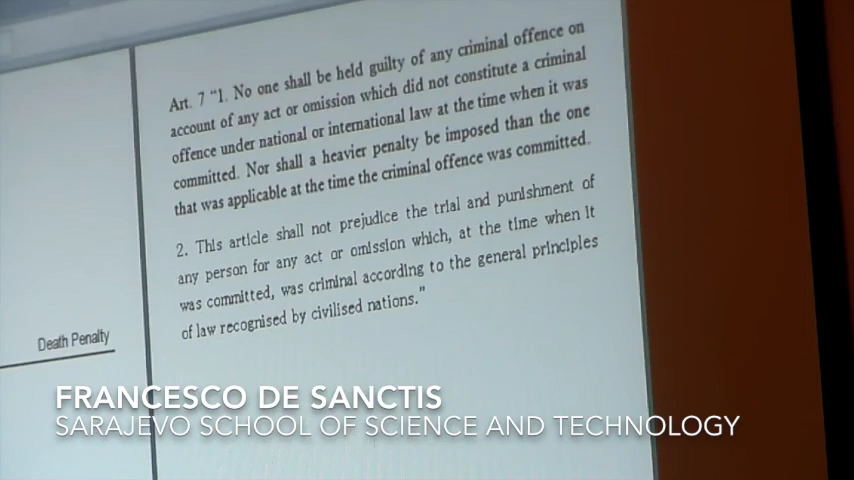 Art. 7 "1. No one shall be held guilty of any criminal offence on
account of any act or omission which did not constitute a criminal
offence under national or international law at the time when it was
committed. Nor shall a heavier penalty be imposed than the one
that was applicable at the time the criminal offence was committed.
2. This article shall not prejudice the trial and punishment of
any person for any act or omission which, at the time when it
was committed, was criminal according to the general principles
of law recognised by civilised nations."
Death Penalty
FRANCESCO DE SANCTIS
SARAJEVO SCHOOL OF SCIENCE AND TECHNOLOGY